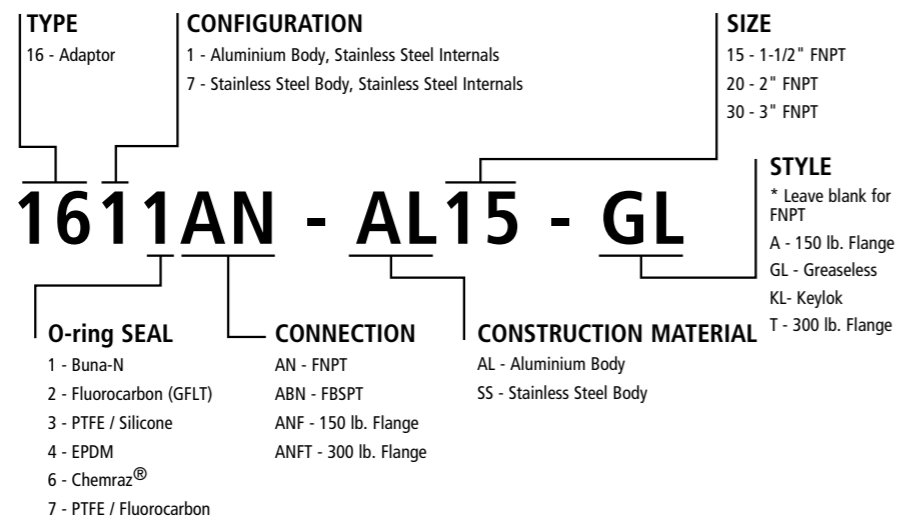 TYPE
16 - Adaptor
CONFIGURATION
1 - Aluminium Body, Stainless Steel Internals
7 - Stainless Steel Body, Stainless Steel Internals
SIZE
15 - 1-1/2" FNPT
20 - 2" FNPT
30 - 3" FNPT
1611AN - AL15 - GL
STYLE
* Leave blank for
FNPT
A - 150 lb. Flange
GL - Greaseless
KL- Keylok
T - 300 lb. Flange
O-ring SEAL
1 - Buna-N
2 - Fluorocarbon (GFLT)
3 - PTFE / Silicone
4 - EPDM
6 - Chemraz®
7 - PTFE / Fluorocarbon
CONNECTION
AN - FNPT
ABN - FBSPT
ANF - 150 lb. Flange
ANFT - 300 lb. Flange
CONSTRUCTION MATERIAL
AL - Aluminium Body
SS - Stainless Steel Body